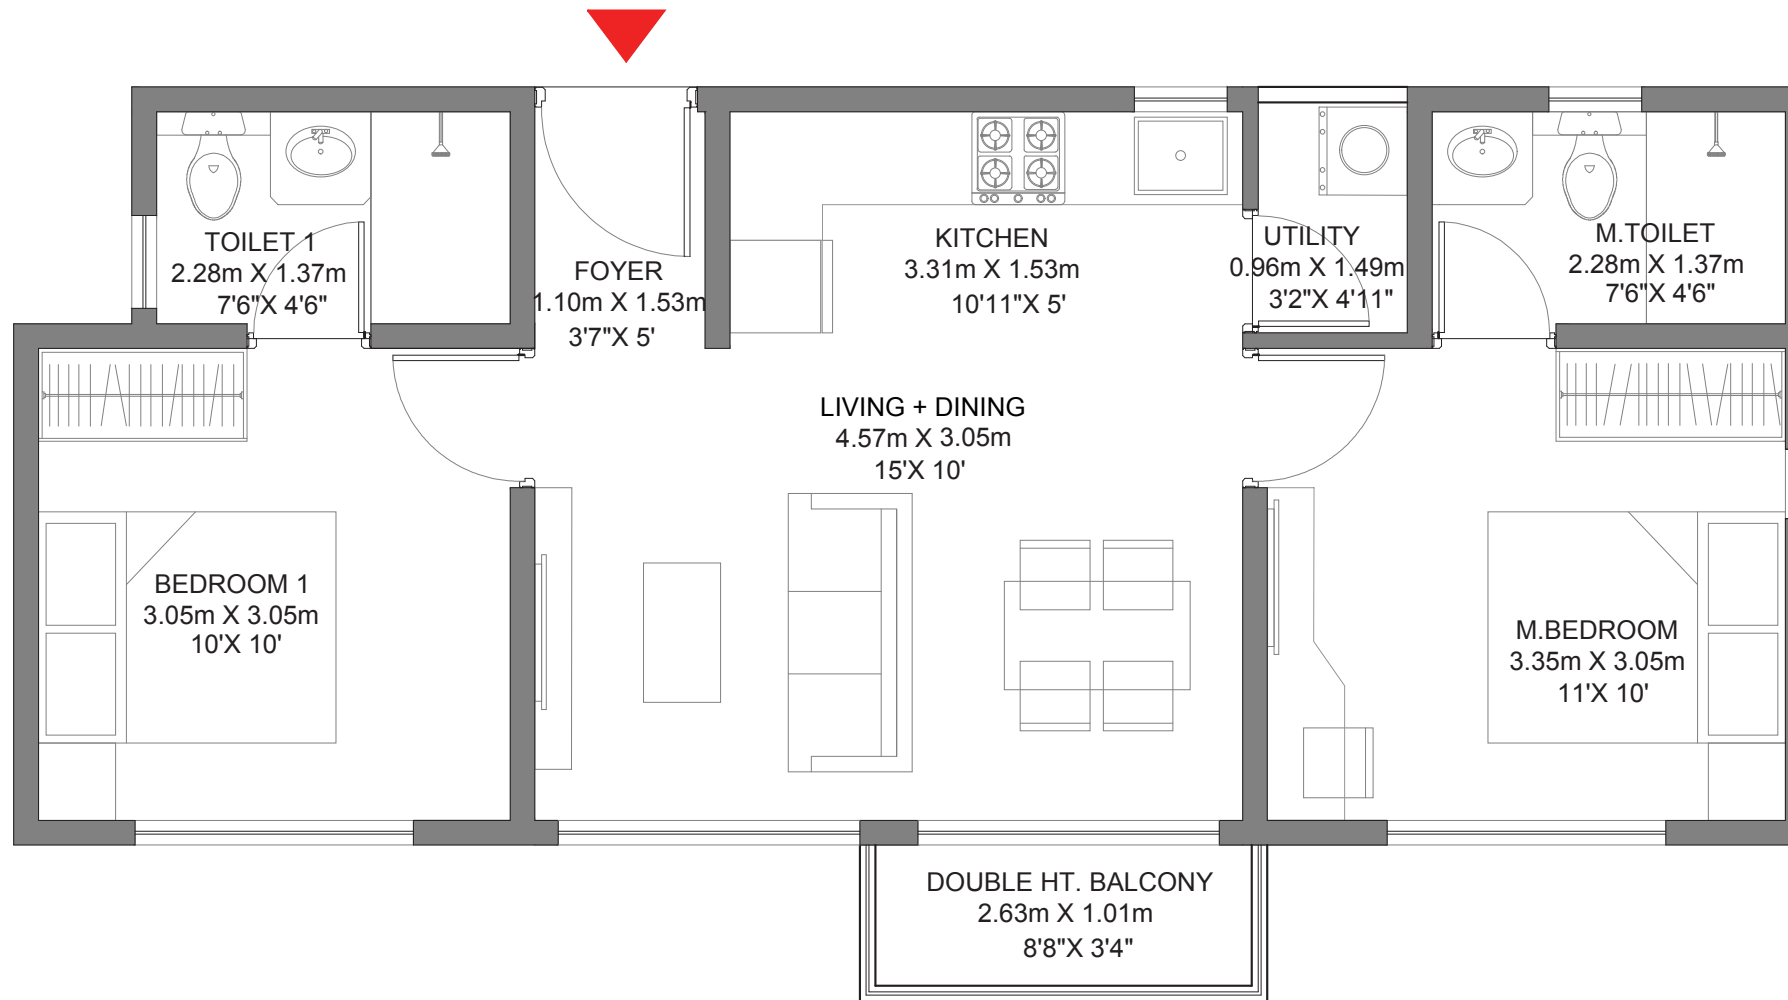 TOILET 1
2.28m X 1.37m
7'6"X 4'6"
FOYER
1.10m X 1.53m
3'7"X 5'
KITCHEN
3.31m X 1.53m
10'11"X 5'
UTILITY
0.96m X 1.49m
3'2"X 4'11"
M.TOILET
2.28m X 1.37m
7'6"X 4'6"
LIVING + DINING
4.57m X 3.05m
15'X 10'
BEDROOM 1
3.05m X 3.05m
10'X 10'
M.BEDROOM
3.35m X 3.05m
11'X 10'
DOUBLE HT. BALCONY
2.63m X 1.01m
8'8"X 3'4"